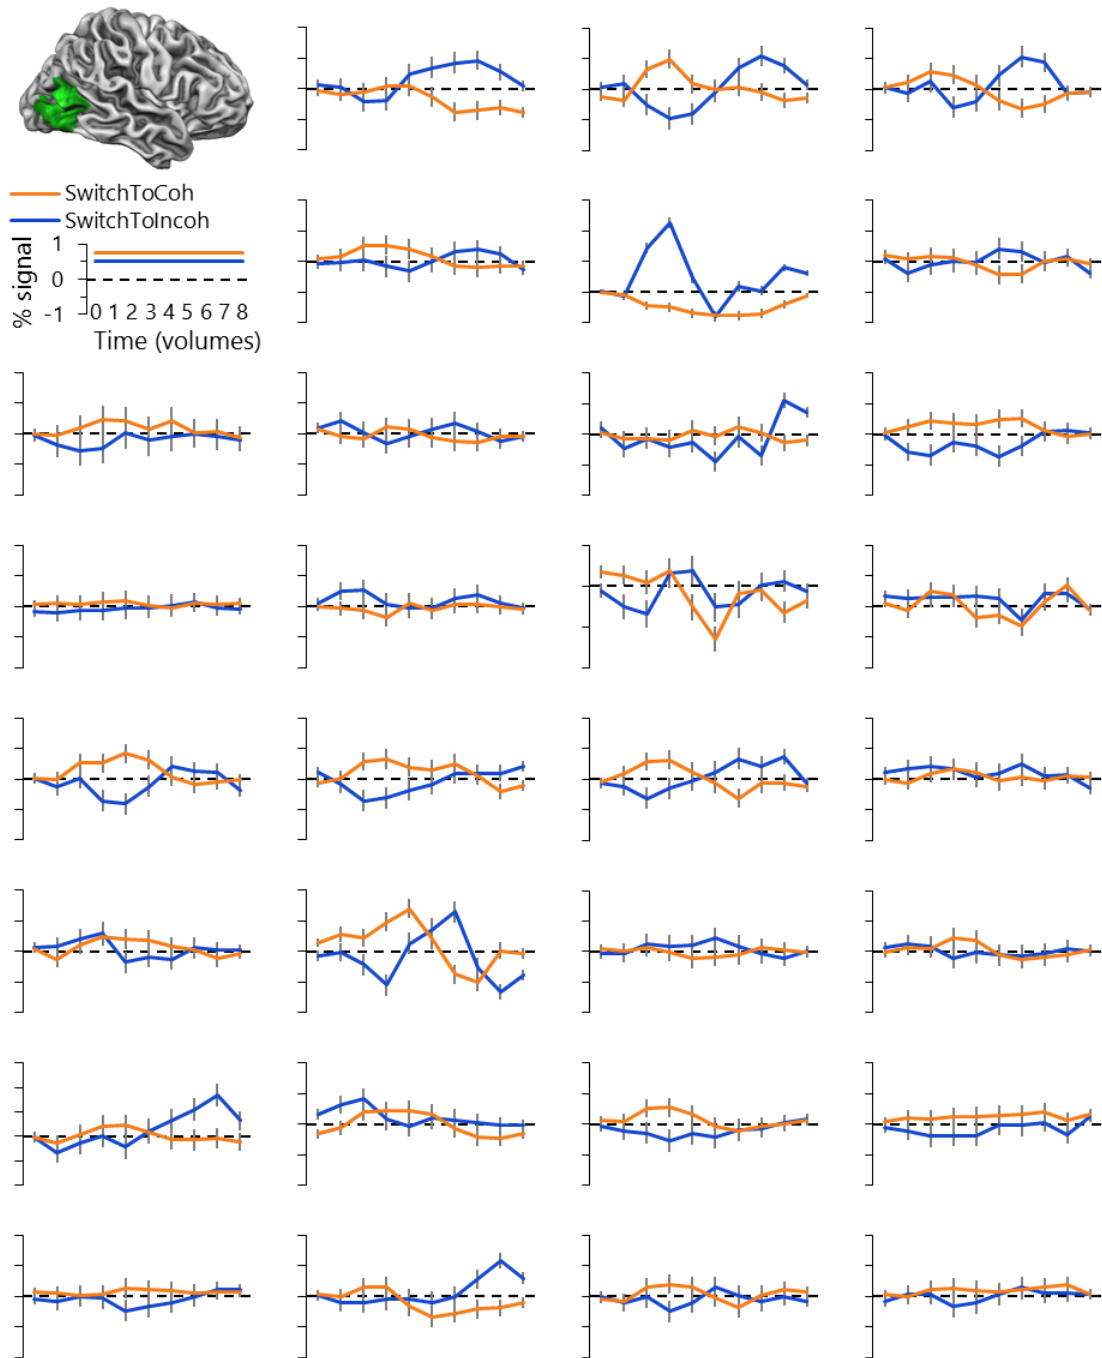 SwitchToCoh
SwitchToIncoh
% signal
1
0
-1
0 1 2 3 4 5 6 7 8
Time (volumes)